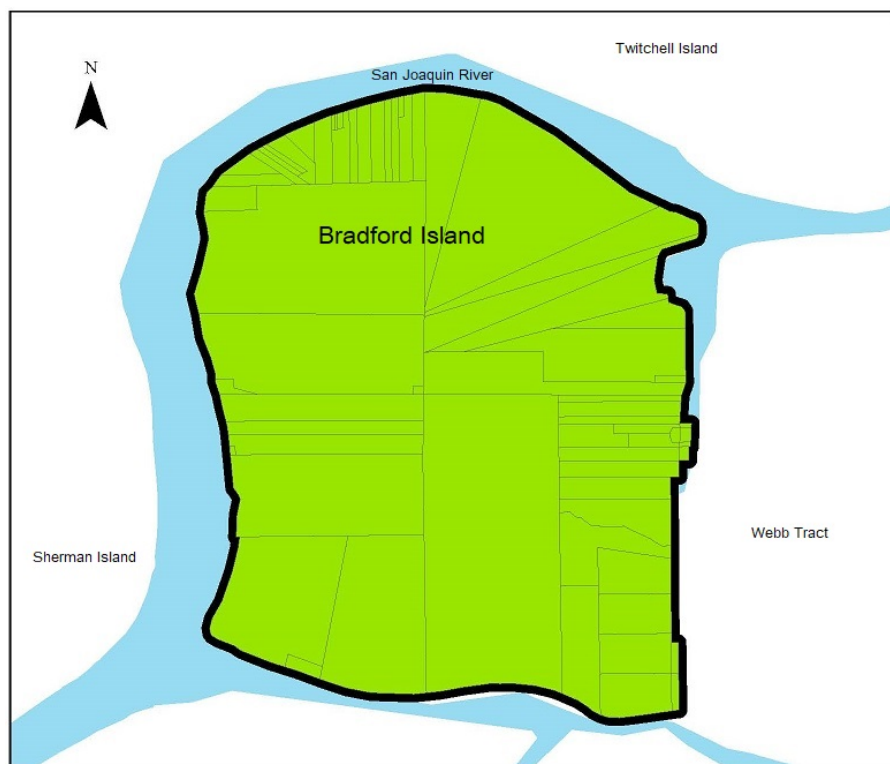 Twitchell Island
N
San Joaquin River
Bradford Island
Webb Tract
Sherman Island